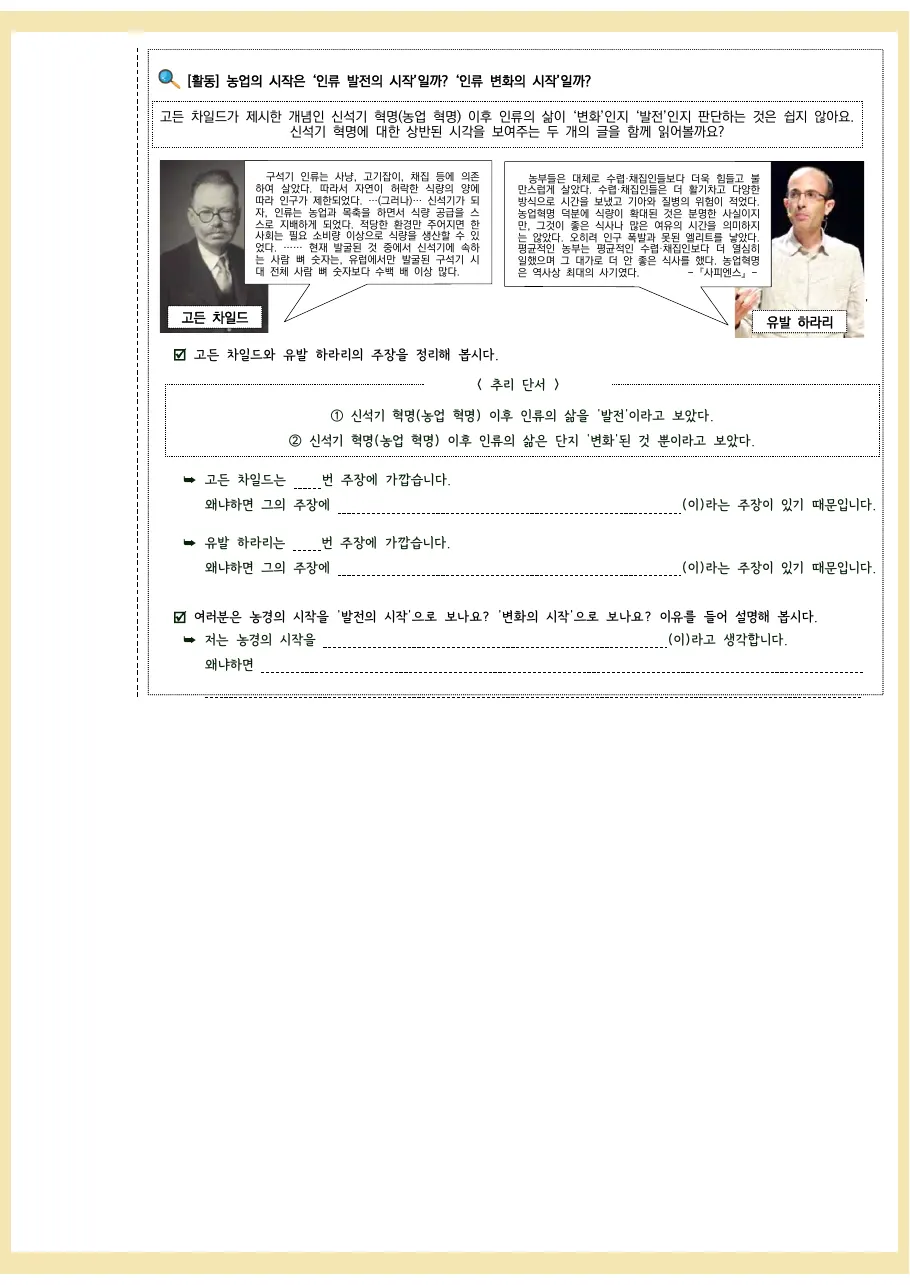 [활동] 농업의 시작은 ‘인류 발전의 시작’일까? ‘인류 변화의 시작’일까?
고든 차일드가 제시한 개념인 신석기 혁명(농업 혁명) 이후 인류의 삶이 ‘변화’인지 ‘발전’인지 판단하는 것은 쉽지 않아요.
신석기 혁명에 대한 상반된 시각을 보여주는 두 개의 글을 함께 읽어볼까요?
구석기 인류는 사냥, 고기잡이, 채집 등에 의존
하여 살았다. 따라서 자연이 허락한 식량의 양에
따라 인구가 제한되었다. …(그러나)… 신석기가 되
자, 인류는 농업과 목축을 하면서 식량 공급을 스
스로 지배하게 되었다. 적당한 환경만 주어지면 한
사회는 필요 소비량 이상으로 식량을 생산할 수 있
었다. …… 현재 발굴된 것 중에서 신석기에 속하
는 사람 뼈 숫자는, 유럽에서만 발굴된 구석기 시
대 전체 사람 뼈 숫자보다 수백 배 이상 많다.
고든 차일드
농부들은 대체로 수렵·채집인들보다 더욱 힘들고 불
만스럽게 살았다. 수렵·채집인들은 더 활기차고 다양한
방식으로 시간을 보냈고 기아와 질병의 위험이 적었다.
농업혁명 덕분에 식량이 확대된 것은 분명한 사실이지
만, 그것이 좋은 식사나 많은 여유의 시간을 의미하지
는 않았다. 오히려 인구 폭발과 못된 엘리트를 낳았다.
평균적인 농부는 평균적인 수렵·채집인보다 더 열심히
일했으며 그 대가로 더 안 좋은 식사를 했다. 농업혁명
은 역사상 최대의 사기였다. -『사피엔스』-
유발 하라리
☑ 고든 차일드와 유발 하라리의 주장을 정리해 봅시다.
< 추리 단서 >
① 신석기 혁명(농업 혁명) 이후 인류의 삶을 '발전'이라고 보았다.
② 신석기 혁명(농업 혁명) 이후 인류의 삶은 단지 '변화'된 것 뿐이라고 보았다.
➥ 고든 차일드는 번 주장에 가깝습니다.
왜냐하면 그의 주장에 (이)라는 주장이 있기 때문입니다.
➥ 유발 하라리는 번 주장에 가깝습니다.
왜냐하면 그의 주장에 (이)라는 주장이 있기 때문입니다.
☑ 여러분은 농경의 시작을 '발전의 시작'으로 보나요? '변화의 시작'으로 보나요? 이유를 들어 설명해 봅시다.
➥ 저는 농경의 시작을 (이)라고 생각합니다.
왜냐하면